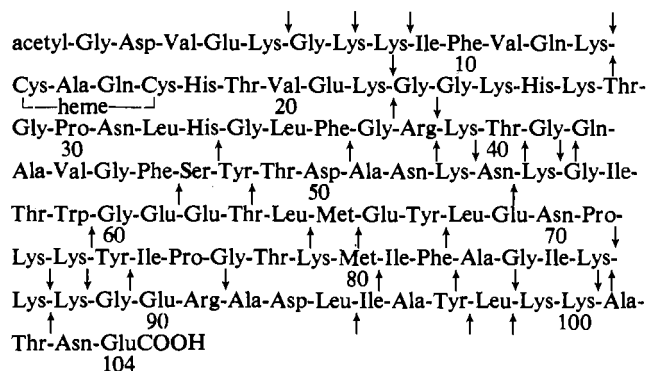 acetyl-Gly-Asp-Val-Glu-Lys-Gly-Lys-Lys-Ile-Phe-Val-Gln-Lys-
10
Cys-Ala-Gln-Cys-His-Thr-Val-Glu-Lys-Gly-Gly-Lys-His-Lys-Thr-
heme 20
Gly-Pro-Asn-Leu-His-Gly-Leu-Phe-Gly-Arg-Lys-Thr-Gly-Gln-
30 40
Ala-Val-Gly-Phe-Ser-Tyr-Thr-Asp-Ala-Asn-Lys-Asn-Lys-Gly-Ile-
50
Thr-Trp-Gly-Glu-Glu-Thr-Leu-Met-Glu-Tyr-Leu-Glu-Asn-Pro-
60 70
Lys-Lys-Tyr-Ile-Pro-Gly-Thr-Lys-Met-Ile-Phe-Ala-Gly-Ile-Lys-
80
Lys-Lys-Gly-Glu-Arg-Ala-Asp-Leu-Ile-Ala-Tyr-Leu-Lys-Lys-Ala-
90 100
Thr-Asn-GluCOOH
104